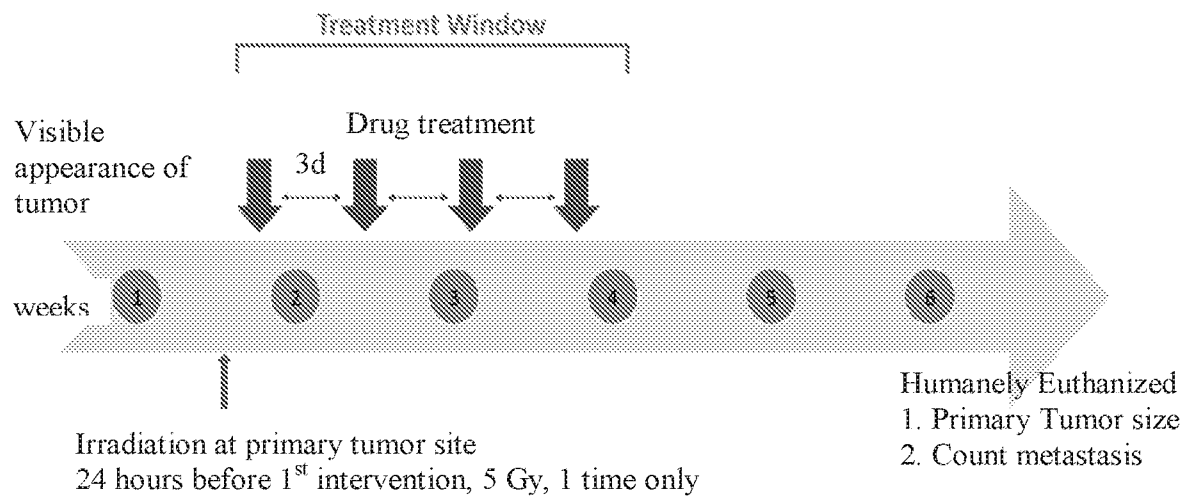 Treatment Window
Visible
appearance of
tumor
Drug treatment
3d
weeks
1 2 3 4 5 6
Humanely Euthanized
1. Primary Tumor size
2. Count metastasis
Irradiation at primary tumor site
24 hours before 1st intervention, 5 Gy, 1 time only